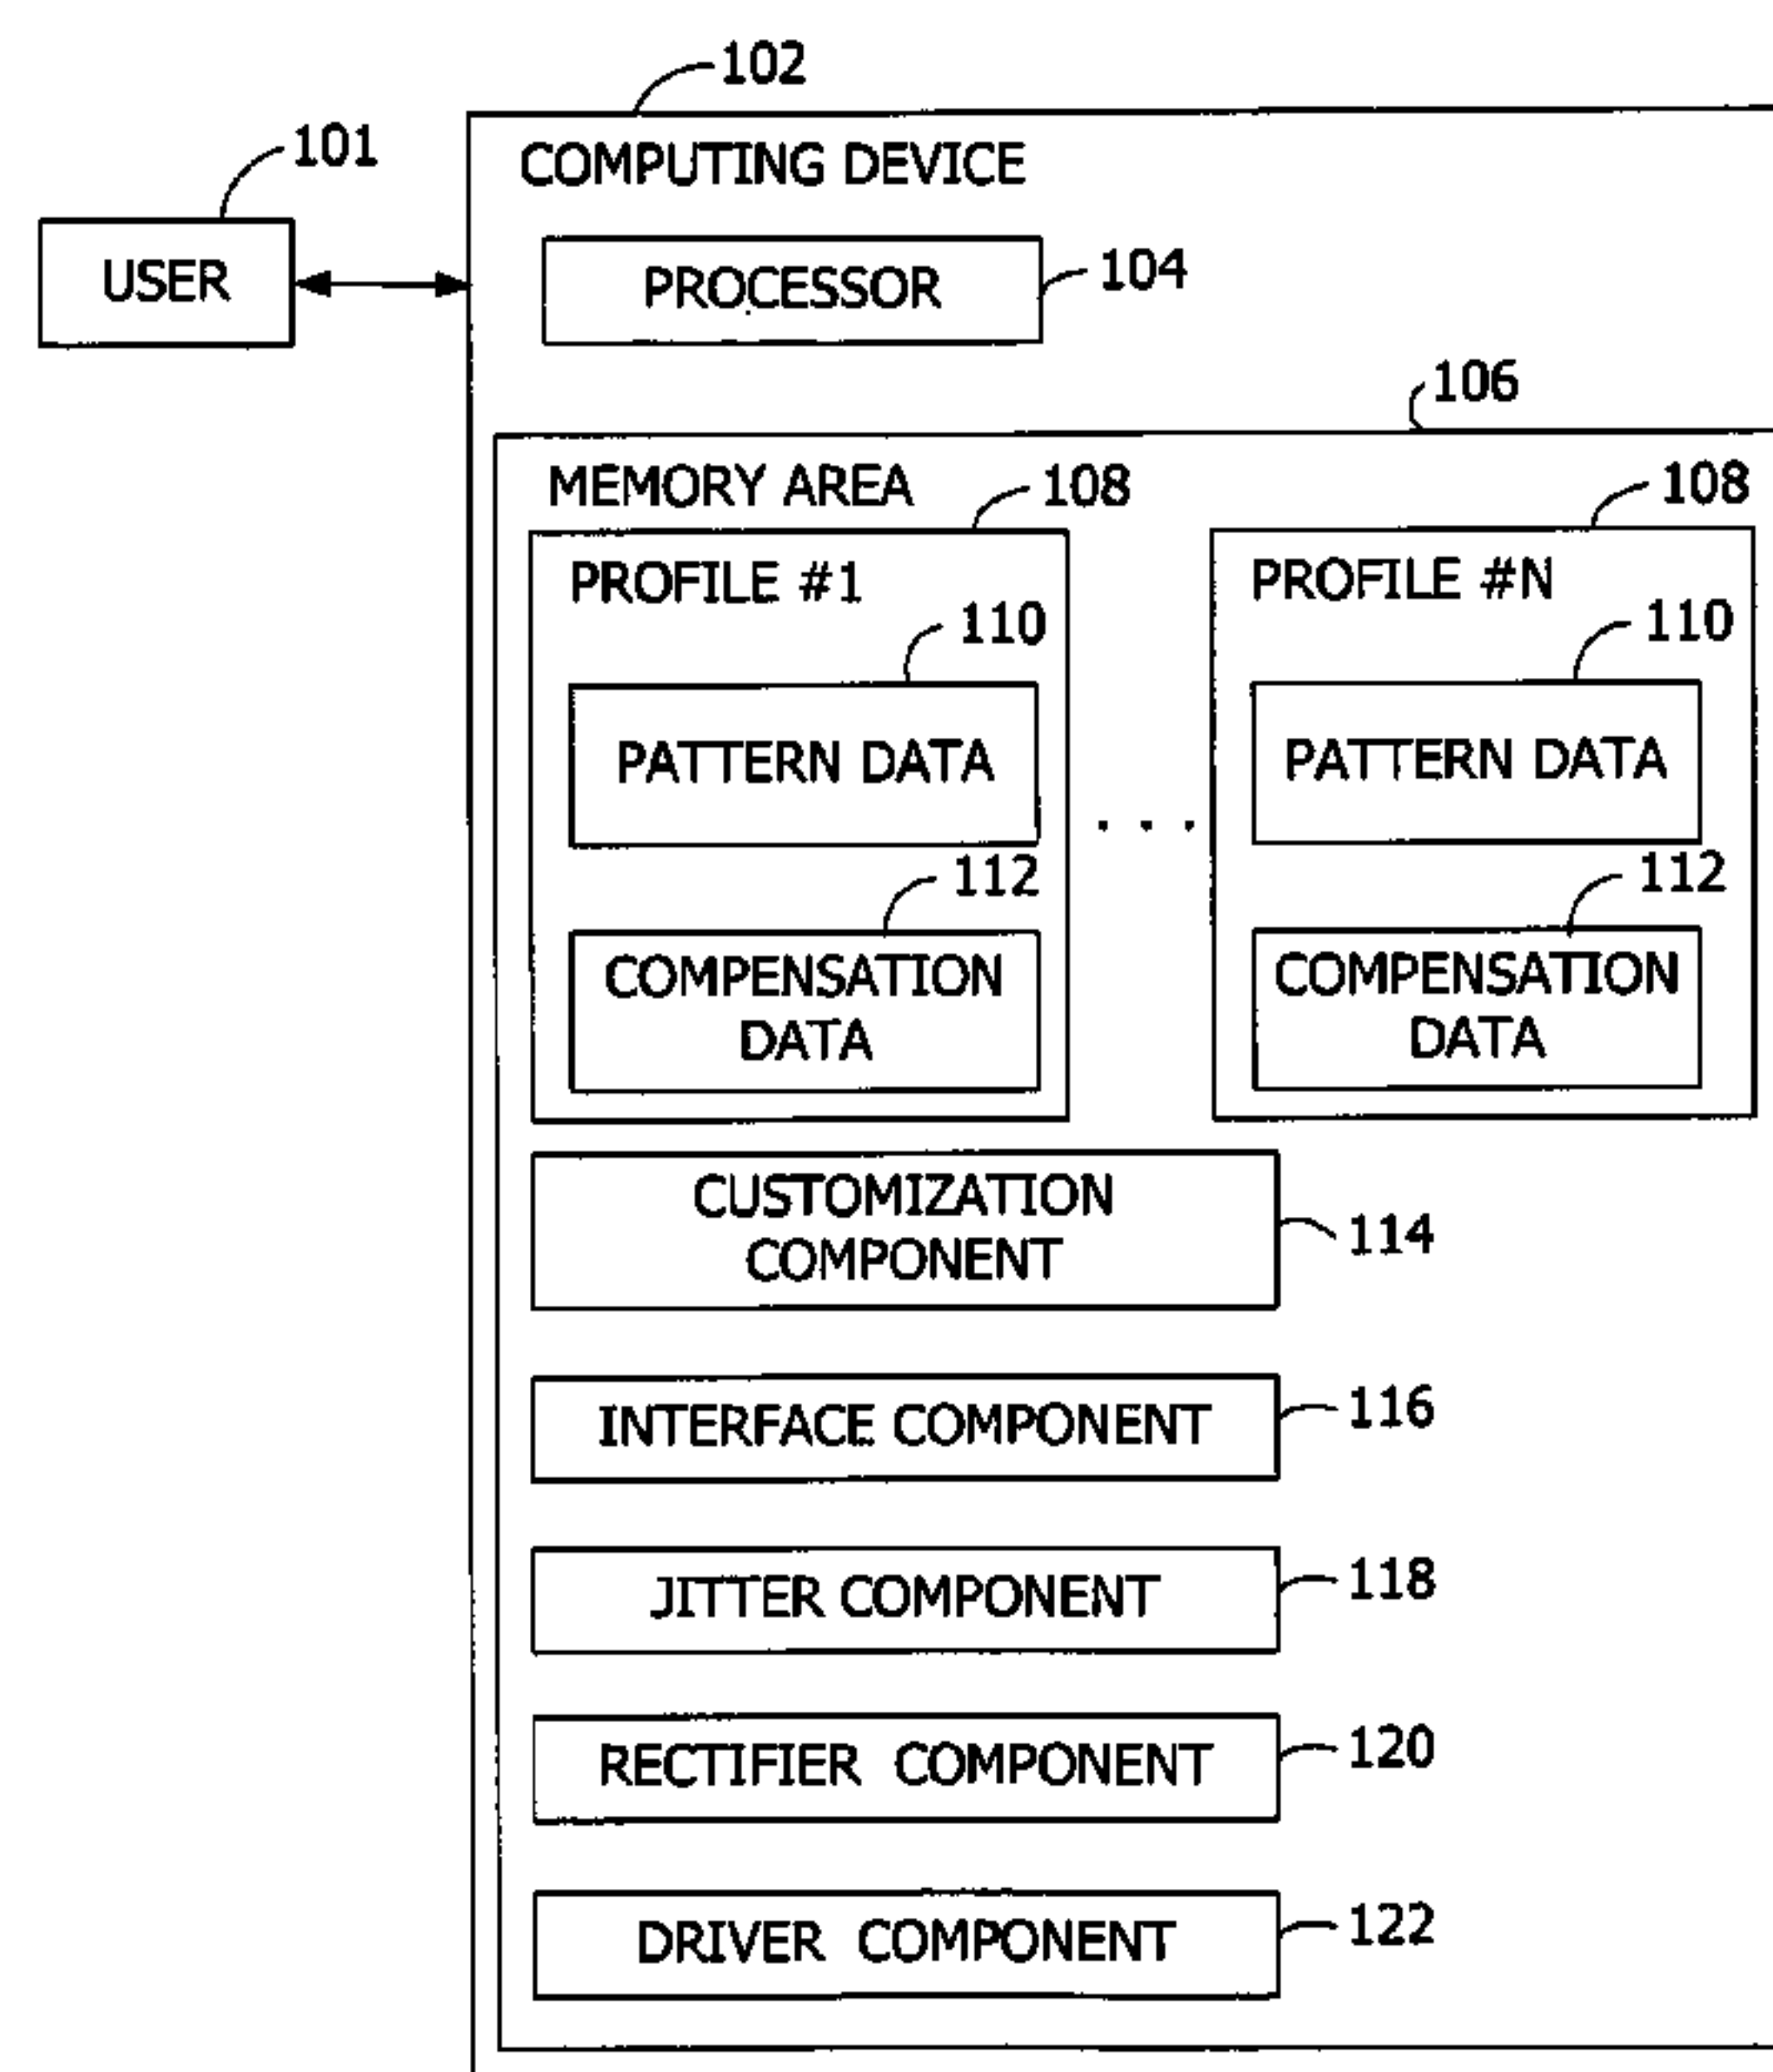 102
101
COMPUTING DEVICE
USER
PROCESSOR
104
106
MEMORY AREA
108
108
PROFILE #1
PROFILE #N
110
110
PATTERN DATA
PATTERN DATA
. . .
112
112
COMPENSATION
DATA
COMPENSATION
DATA
CUSTOMIZATION
COMPONENT
114
INTERFACE COMPONENT
116
JITTER COMPONENT
118
RECTIFIER COMPONENT
120
DRIVER COMPONENT
122